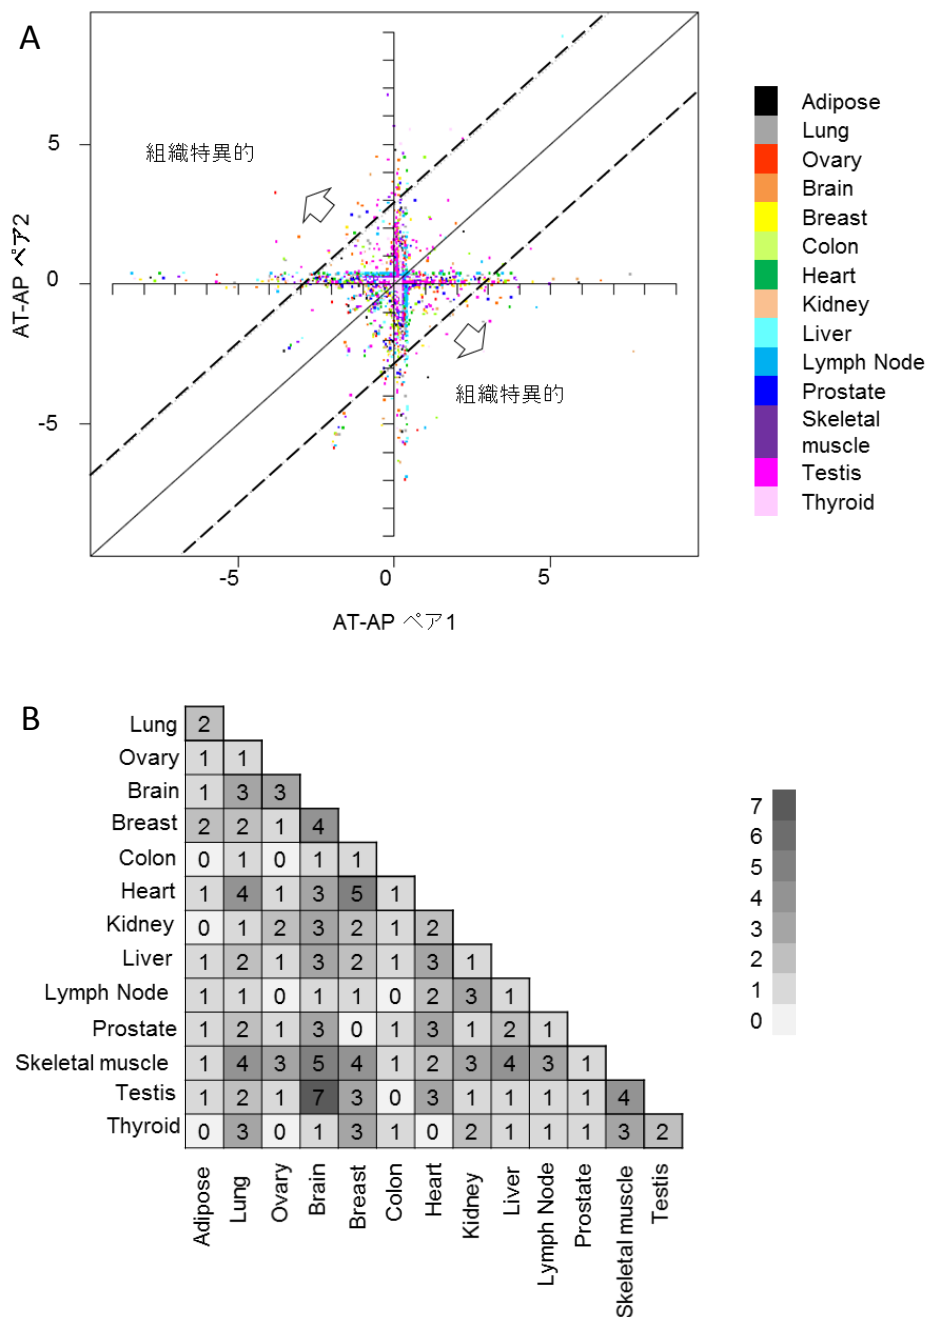 A
5
0
-5
AT-AP ペア2
組織特異的
組織特異的
-5
0
5
AT-AP ペア1
Adipose
Lung
Ovary
Brain
Breast
Colon
Heart
Kidney
Liver
Lymph Node
Prostate
Skeletal
muscle
Testis
Thyroid
B
Lung 2
Ovary 1 1
Brain 1 3 3
Breast 2 2 1 4
Colon 0 1 0 1 1
Heart 1 4 1 3 5 1
Kidney 0 1 2 3 2 1 2
Liver 1 2 1 3 2 1 3 1
Lymph Node 1 1 0 1 1 0 2 3 1
Prostate 1 2 1 3 0 1 3 1 2 1
Skeletal muscle 1 4 3 5 4 1 2 3 4 3 1
Testis 1 2 1 7 3 0 3 1 1 1 1 4
Thyroid 0 3 0 1 3 1 0 2 1 1 1 3 2
Adipose
Lung
Ovary
Brain
Breast
Colon
Heart
Kidney
Liver
Lymph Node
Prostate
Skeletal muscle
Testis
7
6
5
4
3
2
1
0